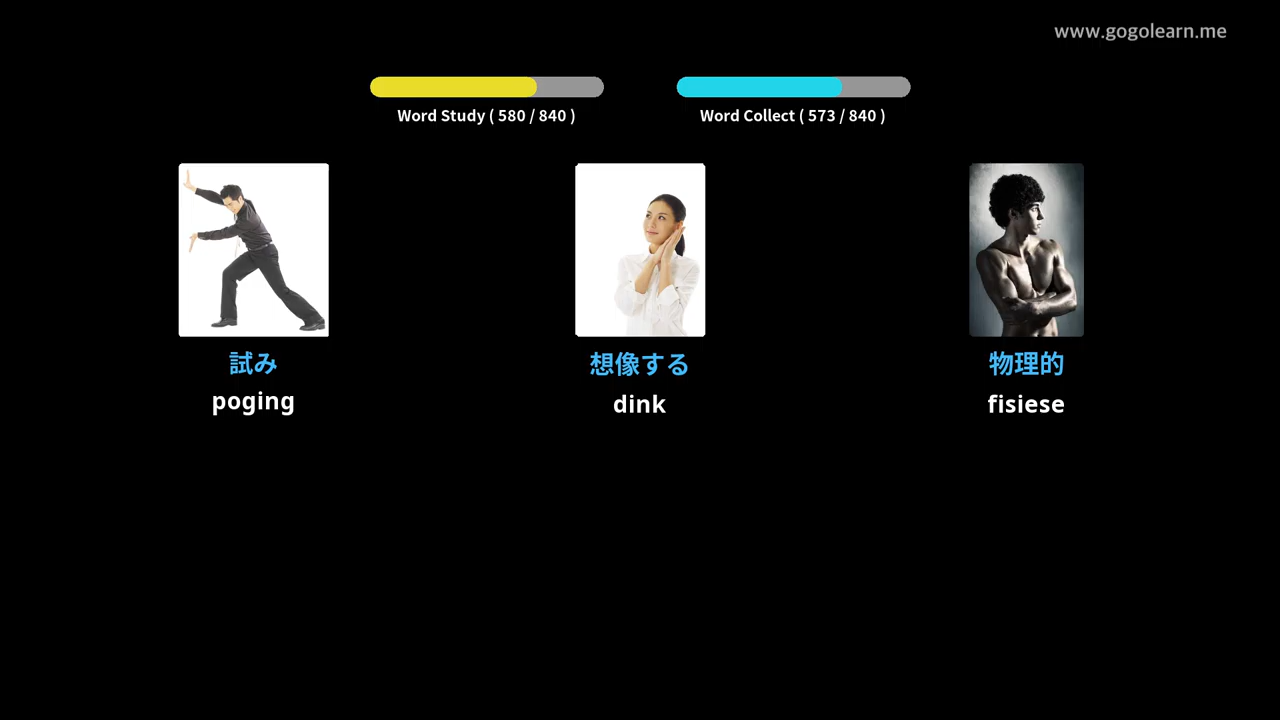 www.gogolearn.me
Word Study ( 580 / 840 )
Word Collect ( 573 / 840 )
試み
想像する
物理的
poging
dink
fisiese